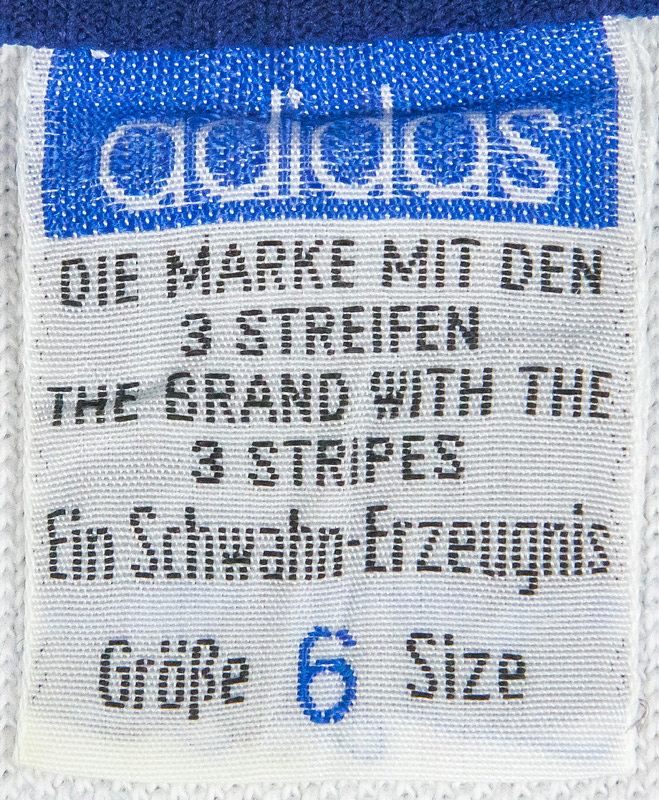 adidas
DIE MARKE MIT DEN
3 STREIFEN
THE BRAND WITH THE
3 STRIPES
Ein Schwahn-Erzeugnis
Größe 6 Size